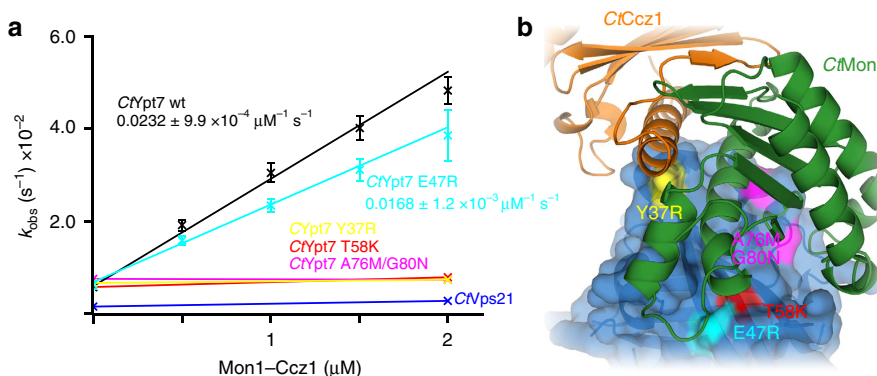 a
6.0
4.0
2.0
k_obs (s⁻¹) ×10⁻²
CtYpt7 wt
0.0232 ± 9.9 × 10⁻⁴ μM⁻¹ s⁻¹
CtYpt7 E47R
0.0168 ± 1.2 × 10⁻³ μM⁻¹ s⁻¹
CtYpt7 Y37R
CtYpt7 T58K
CtYpt7 A76M/G80N
CtVps21
1
2
Mon1–Ccz1 (μM)
b
CtCcz1
CtMon
Y37R
A76M
G80N
T58K
E47R